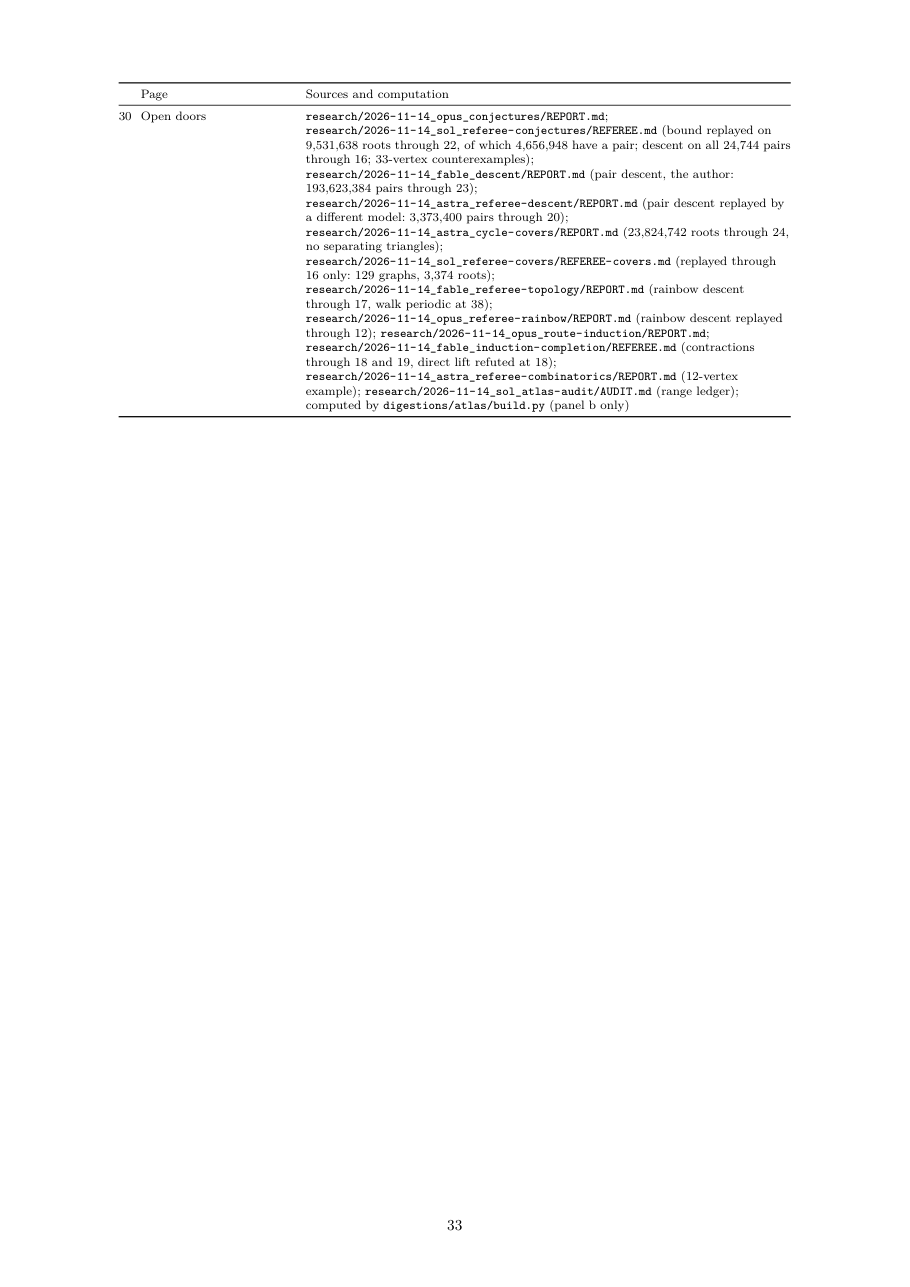 Page Sources and computation
30 Open doors research/2026-11-14_opus_conjectures/REPORT.md;
research/2026-11-14_sol_referee-conjectures/REFEREE.md (bound replayed on
9,531,638 roots through 22, of which 4,656,948 have a pair; descent on all 24,744 pairs
through 16; 33-vertex counterexamples);
research/2026-11-14_fable_descent/REPORT.md (pair descent, the author:
193,623,384 pairs through 23);
research/2026-11-14_astra_referee-descent/REPORT.md (pair descent replayed by
a different model: 3,373,400 pairs through 20);
research/2026-11-14_astra_cycle-covers/REPORT.md (23,824,742 roots through 24,
no separating triangles);
research/2026-11-14_sol_referee-covers/REFEREE-covers.md (replayed through
16 only: 129 graphs, 3,374 roots);
research/2026-11-14_fable_referee-topology/REPORT.md (rainbow descent
through 17, walk periodic at 38);
research/2026-11-14_opus_referee-rainbow/REPORT.md (rainbow descent replayed
through 12); research/2026-11-14_opus_route-induction/REPORT.md;
research/2026-11-14_fable_induction-completion/REFEREE.md (contractions
through 18 and 19, direct lift refuted at 18);
research/2026-11-14_astra_referee-combinatorics/REPORT.md (12-vertex
example); research/2026-11-14_sol_atlas-audit/AUDIT.md (range ledger);
computed by digestions/atlas/build.py (panel b only)
33